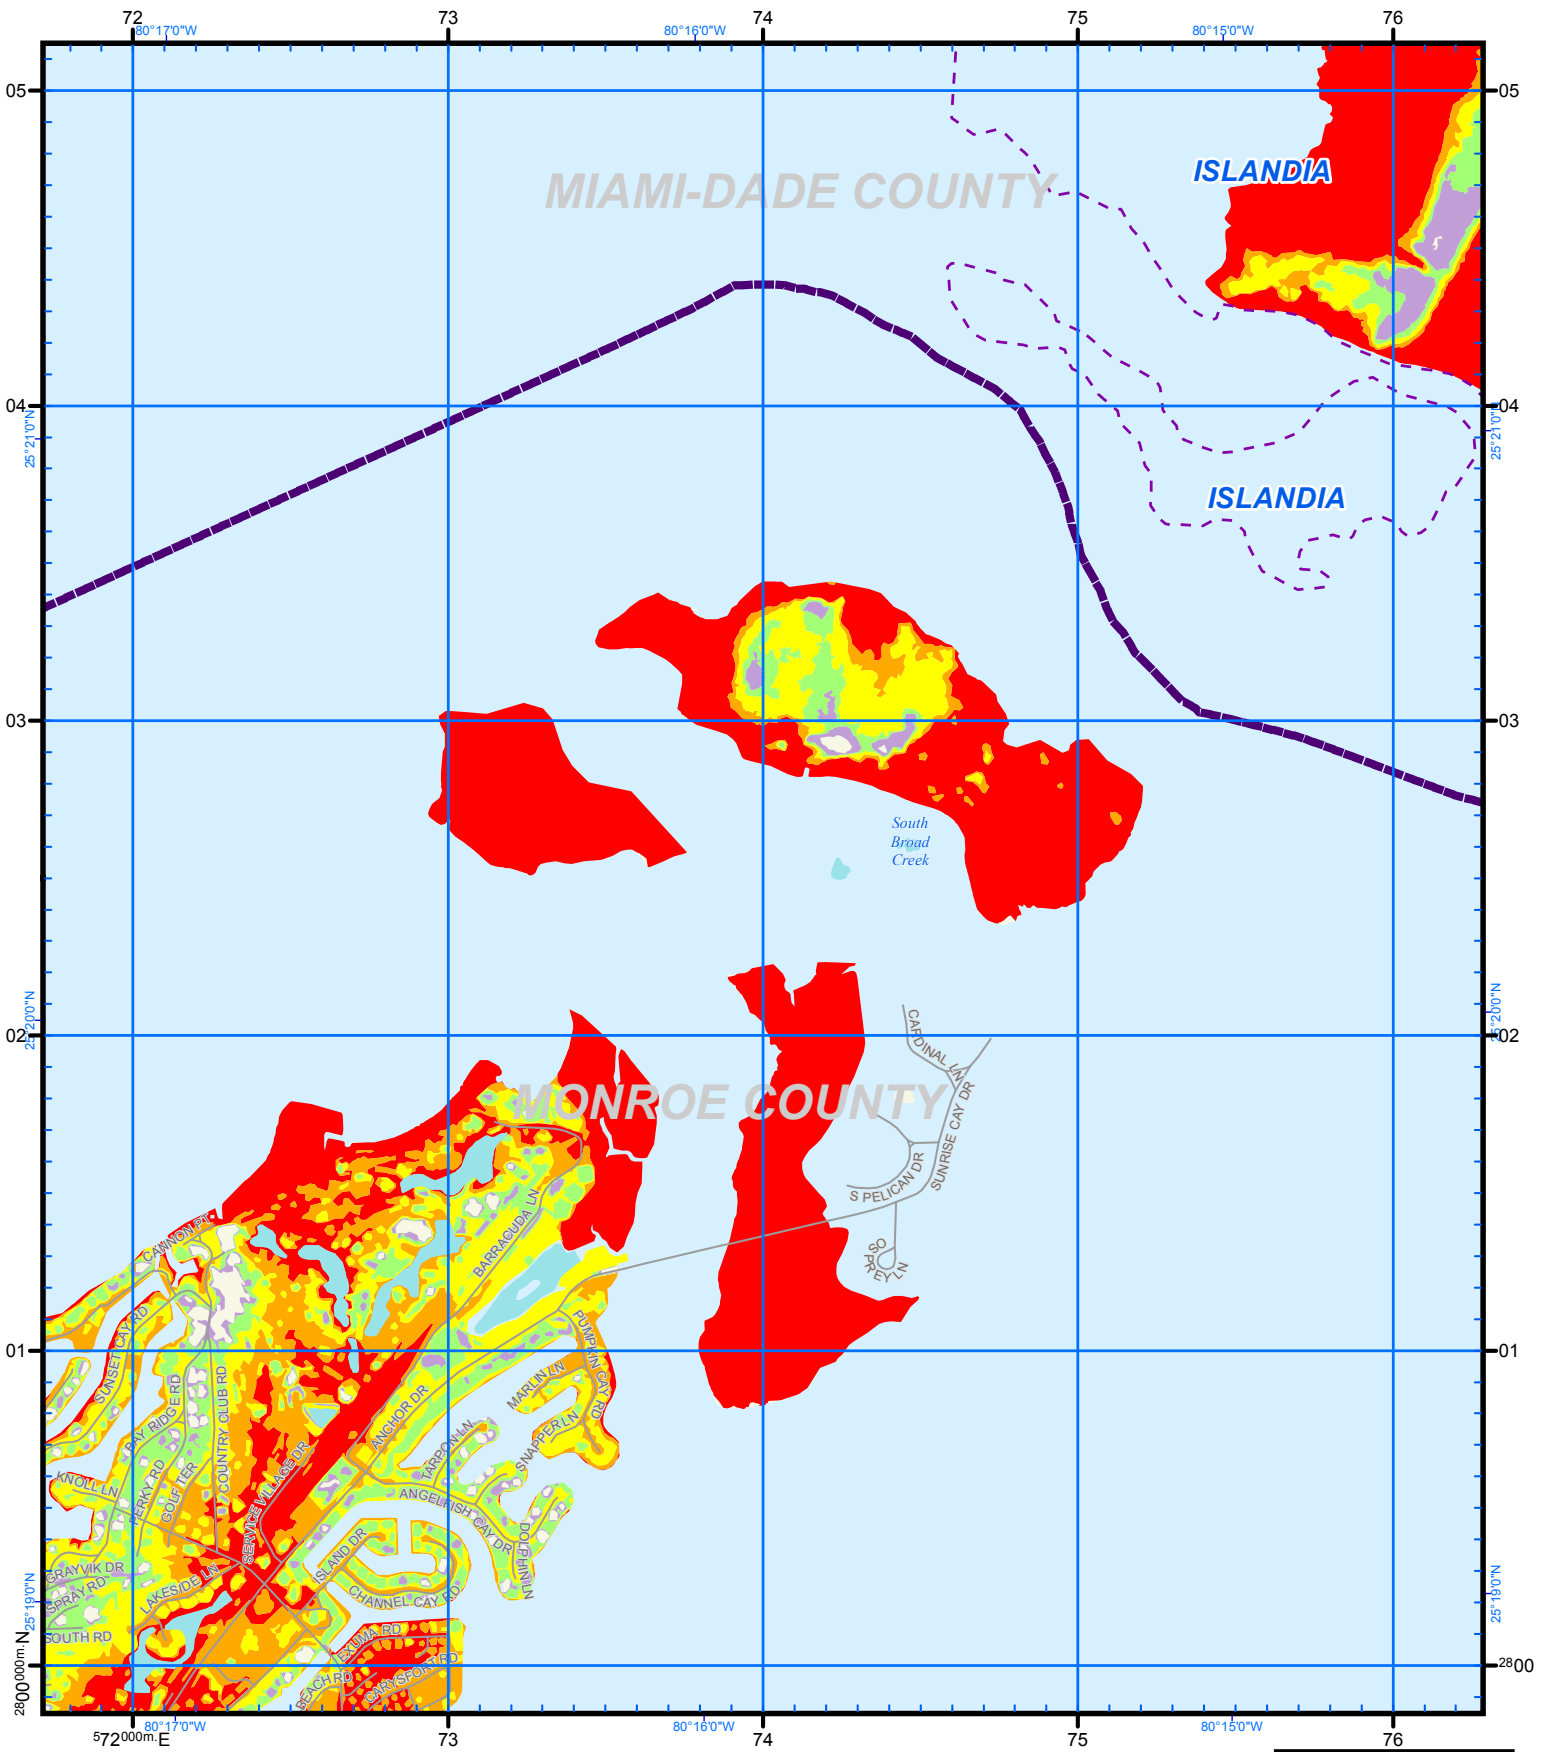 72
73
74
75
76
80°17'0"W
80°16'0"W
80°15'0"W
05
05
ISLANDIA
MIAMI-DADE COUNTY
04
04
25°21'0"N
25°21'0"N
ISLANDIA
03
03
South
Broad
Creek
02
02
25°20'0"N
25°20'0"N
CARDINAL LN
MONROE COUNTY
SUNRISE CAY DR
S PELICAN DR
OSPREY LN
CANNON PT
BARRACUDA LN
01
01
SUNSET CAY RD
PUMPKIN CAY RD
MARLIN LN
BAY RIDGE RD
COUNTRY CLUB RD
ANCHOR DR
SNAPPER LN
TARPON LN
KNOLL LN
PERKY RD
GOLF TER
SERVICE VILLAGE DR
ANGELFISH CAY DR
DOLPHIN LN
ISLAND DR
GRAYVIK DR
SPRAY RD
LAKESIDE LN
CHANNEL CAY RD
25°19'0"N
25°19'0"N
SOUTH RD
EXUMA RD
BEACH RD
CARYSFORT RD
2800000m.N
2800
80°17'0"W
80°16'0"W
80°15'0"W
572000m.E
73
74
75
76